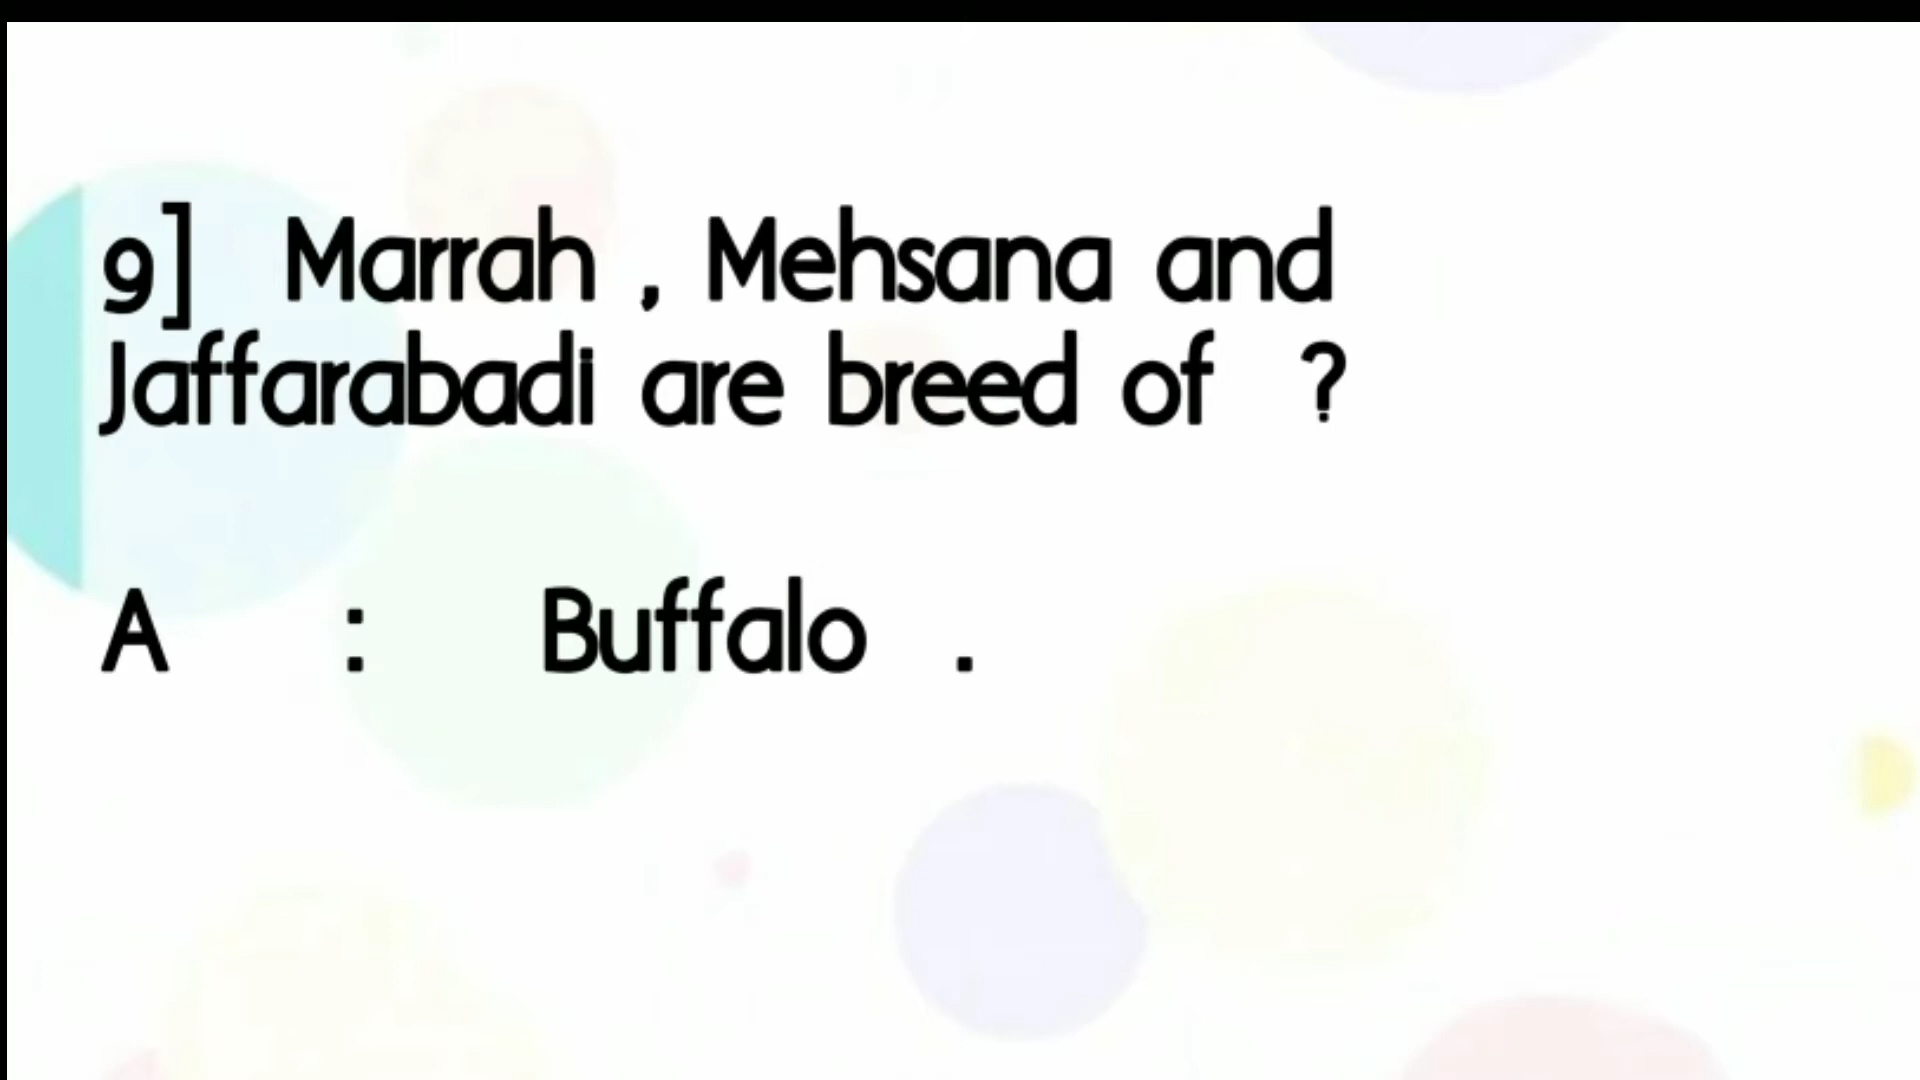 9] Marrah , Mehsana and
Jaffarabadi are breed of ?
A : Buffalo .